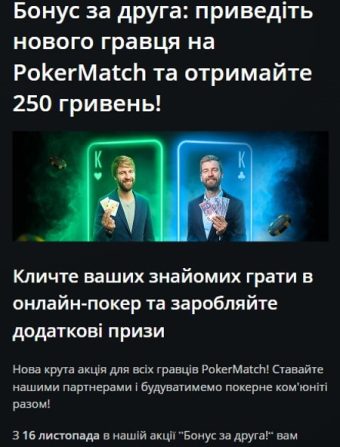 Бонус за друга: приведіть
нового гравця на
PokerMatch та отримайте
250 гривень!
K
K
Кличте ваших знайомих грати в
онлайн-покер та заробляйте
додаткові призи
Нова крута акція для всіх гравців PokerMatch! Ставайте
нашими партнерами і будуватимемо покерне ком'юніті
разом!
З 16 листопада в нашій акції "Бонус за друга!" вам